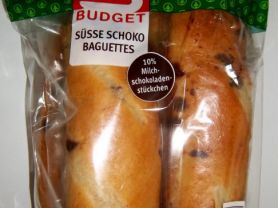 BUDGET
SÜSSE SCHOKO
BAGUETTES
10%
Milch-
schokoladen-
stückchen